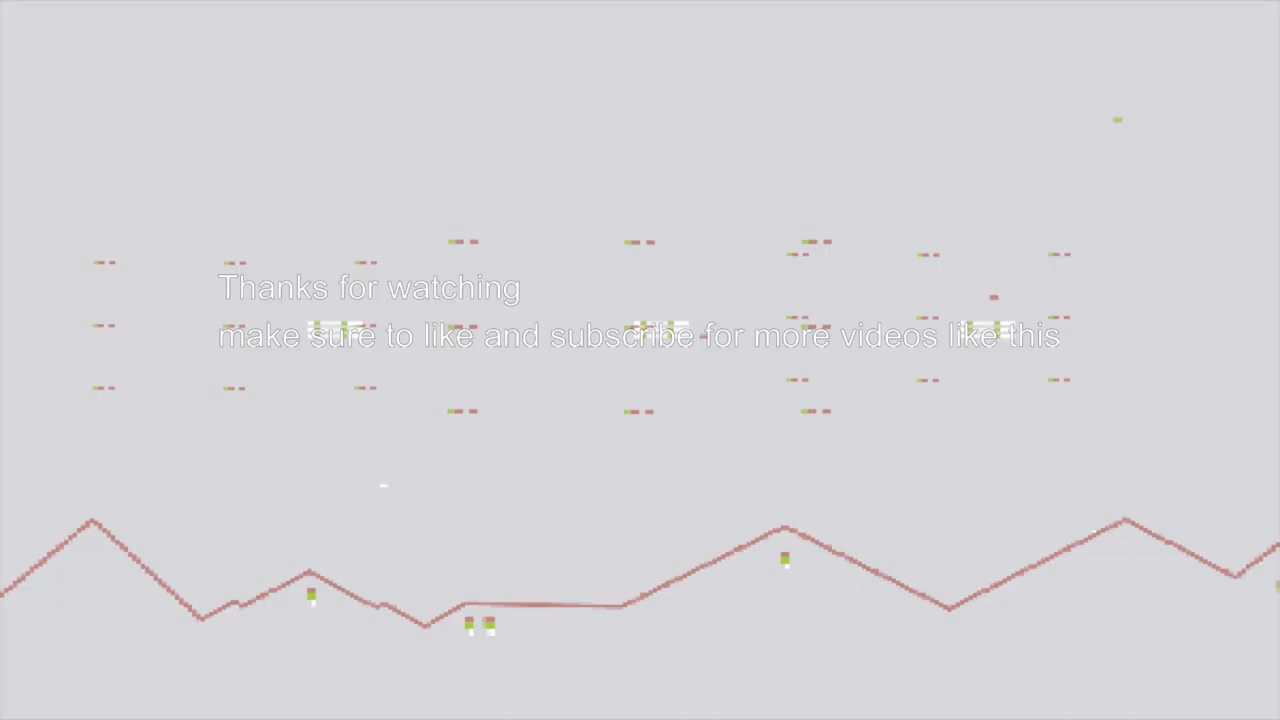 Thanks for watching
make sure to like and subscribe for more videos like this